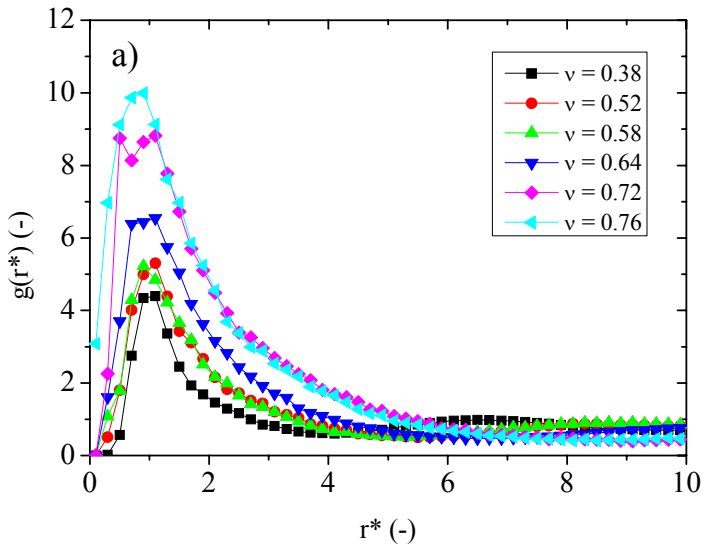 a)
12
10
8
6
4
2
0
g(r*) (-)
ν = 0.38
ν = 0.52
ν = 0.58
ν = 0.64
ν = 0.72
ν = 0.76
0 2 4 6 8 10
r* (-)